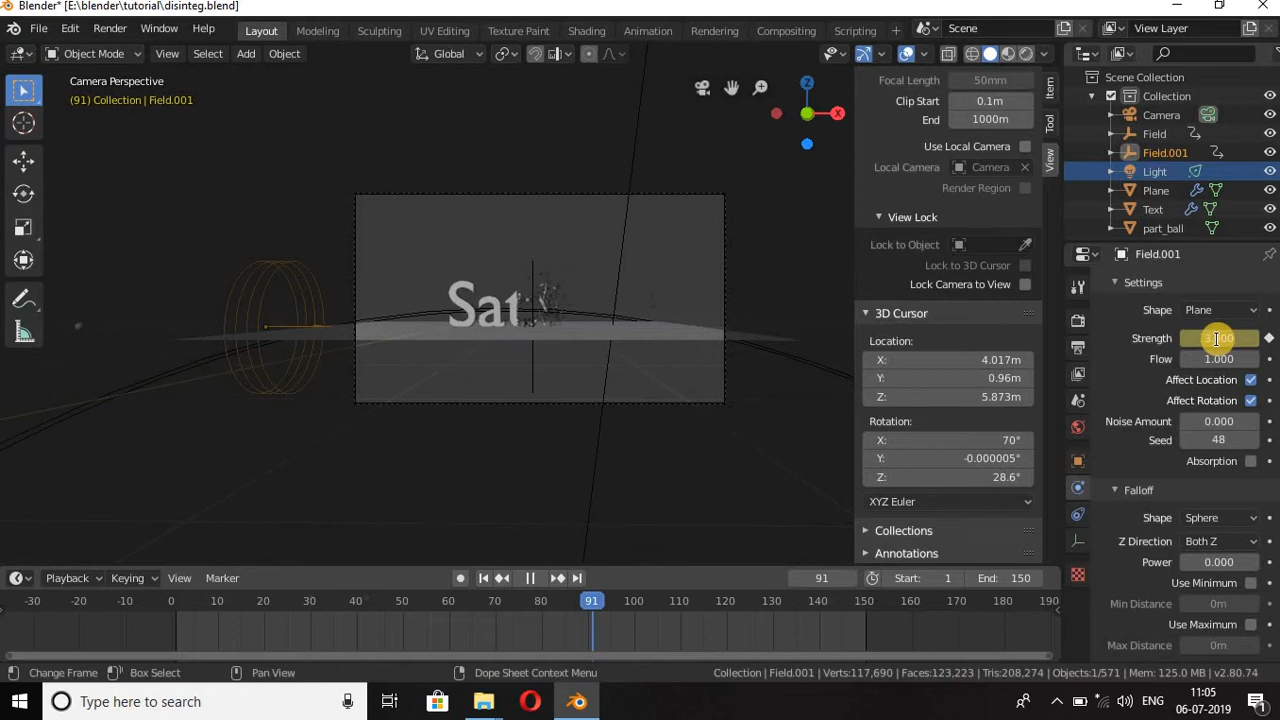 Blender* [E:\blender\tutorial\disinteg.blend]
File Edit Render Window Help Layout Modeling Sculpting UV Editing Texture Paint Shading Animation Rendering Compositing Scripting Scene View Layer
Object Mode View Select Add Object Global
Camera Perspective
(91) Collection | Field.001
Z
X
Sat
Focal Length 50mm
Clip Start 0.1m
End 1000m
Use Local Camera
Local Camera Camera
Render Region
View Lock
Lock to Object
Lock to 3D Cursor
Lock Camera to View
3D Cursor
Location:
X: 4.017m
Y: 0.96m
Z: 5.873m
Rotation:
X: 70°
Y: -0.000005°
Z: 28.6°
XYZ Euler
Collections
Annotations
Item
Tool
View
Scene Collection
Collection
Camera
Field
Field.001
Light
Plane
Text
part_ball
Field.001
Settings
Shape Plane
Strength
Flow 1.000
Affect Location
Affect Rotation
Noise Amount 0.000
Seed 48
Absorption
Falloff
Shape Sphere
Z Direction Both Z
Power 0.000
Use Minimum
Min Distance 0m
Use Maximum
Max Distance 0m
Playback Keying View Marker 91 Start: 1 End: 150
-30 -20 -10 0 10 20 30 40 50 60 70 80 91 100 110 120 130 140 150 160 170 180 190
Change Frame Box Select Pan View Dope Sheet Context Menu Collection | Field.001 | Verts:117,690 | Faces:123,223 | Tris:208,274 | Objects:1/571 | Mem: 125.0 MB | v2.80.74
Type here to search ENG 11:05
06-07-2019
1